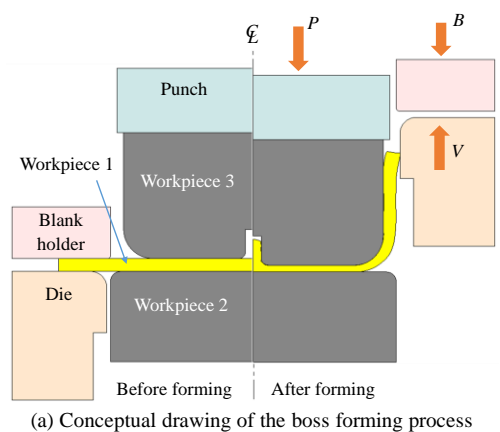 ℄
P
B
Punch
V
Workpiece 1
Workpiece 3
Blank
holder
Die
Workpiece 2
Before forming
After forming
(a) Conceptual drawing of the boss forming process